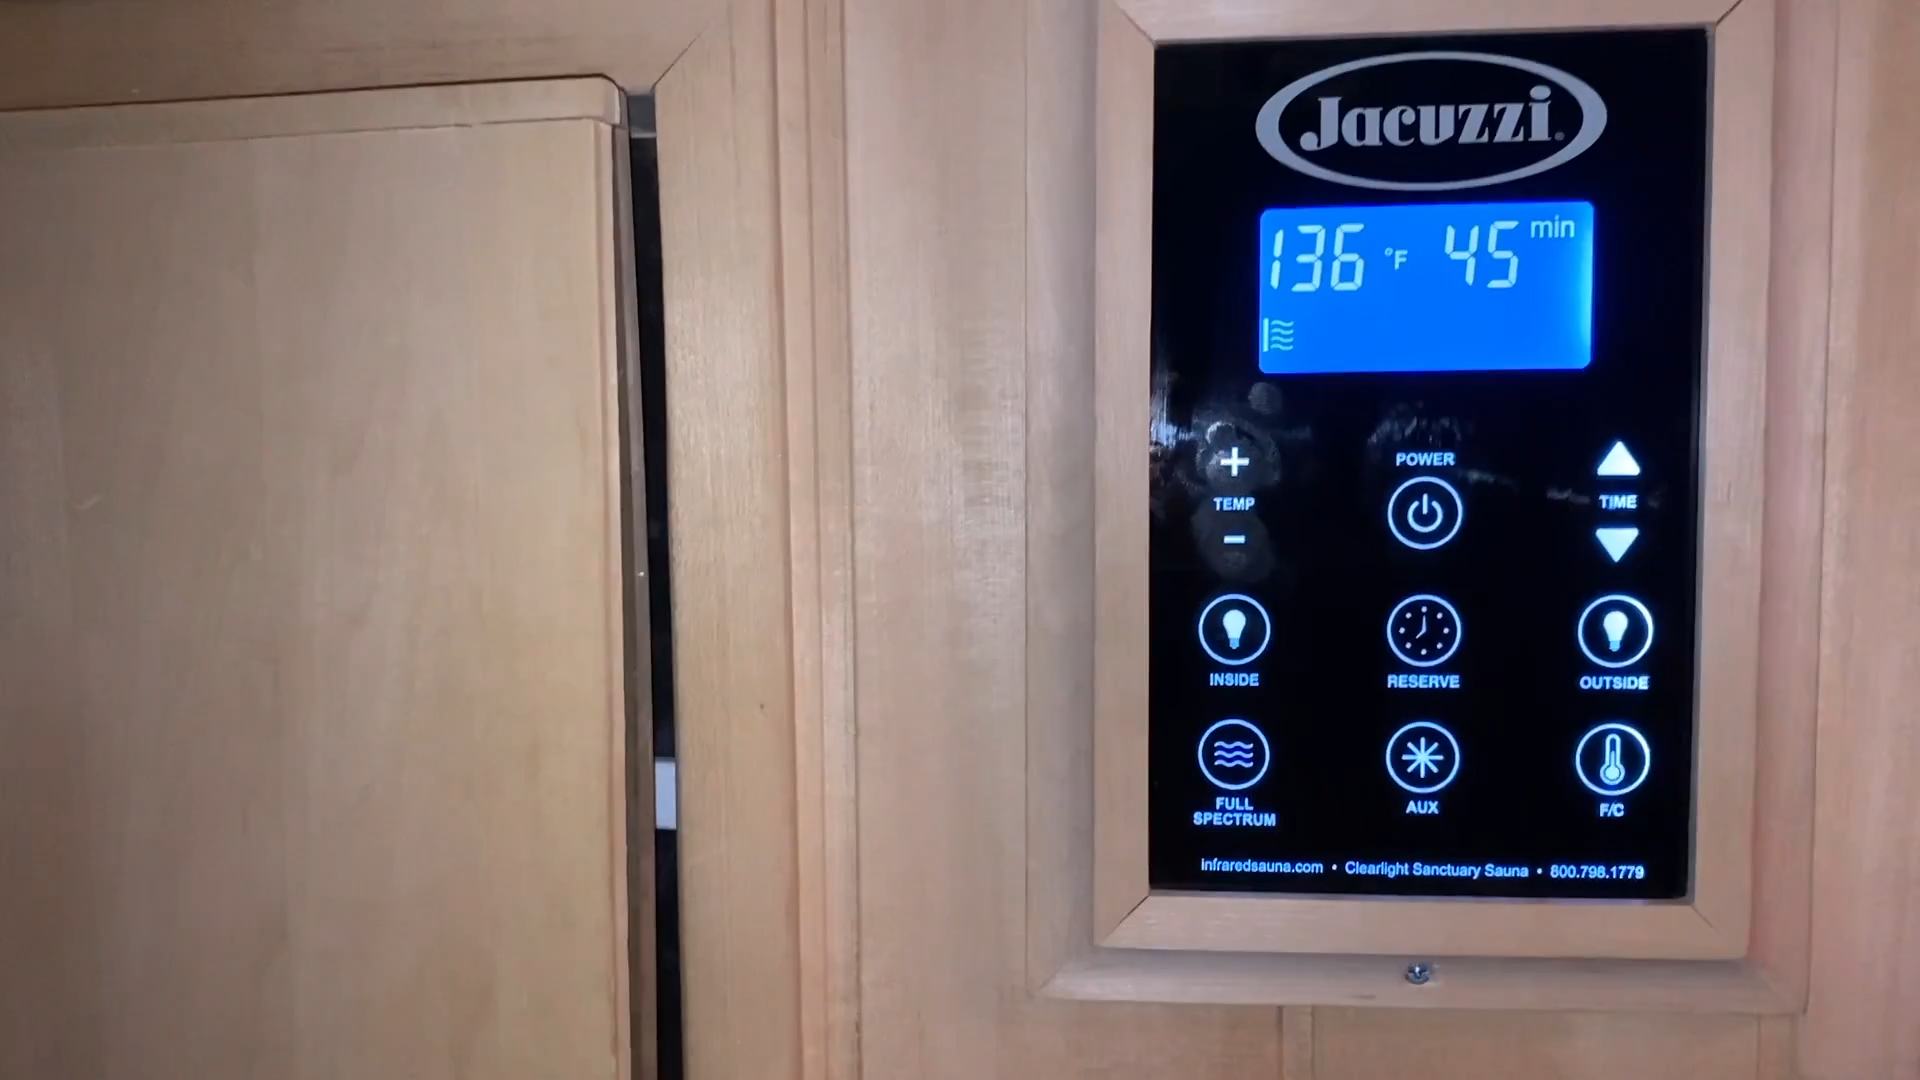 Jacuzzi®
136 °F 45 min
+
POWER
TEMP
TIME
-
INSIDE
RESERVE
OUTSIDE
FULL
SPECTRUM
AUX
F/C
infraredsauna.com • Clearlight Sanctuary Sauna • 800.798.1779